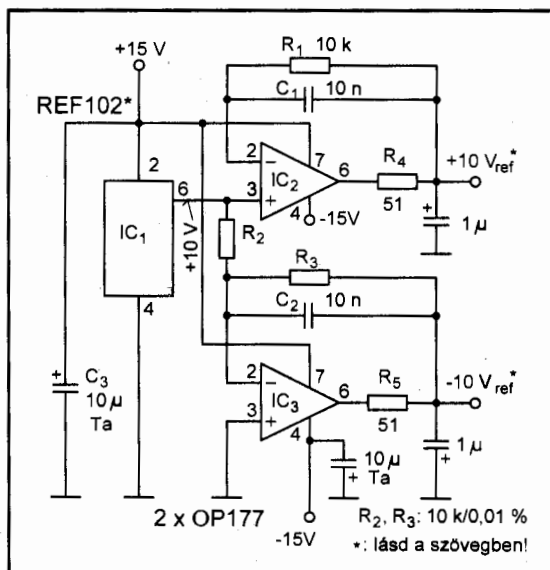 R1 10 k
+15 V
C1 10 n
REF102*
2
7
6
R4
+10 Vref*
2
6
IC2
3
4
-15V
51
1 µ
IC1
+10 V
R2
R3
C2 10 n
4
2
7
6
R5
-10 Vref*
C3
10 µ
Ta
IC3
3
4
51
1 µ
10 µ
Ta
2 x OP177
-15V
R2, R3: 10 k/0,01 %
*: lásd a szövegben!